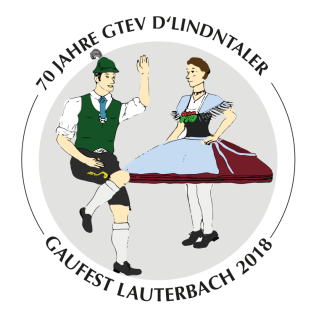 70 JAHRE GTEV D'LINDNTALER
GAUFEST LAUTERBACH 2018